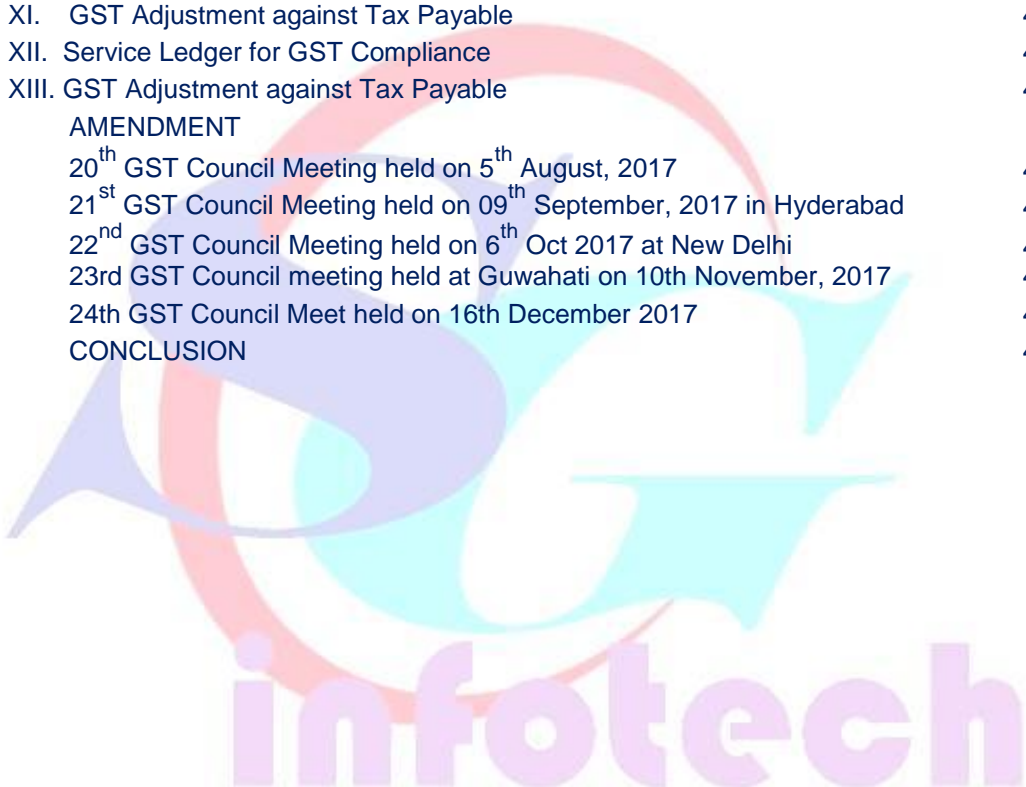 XI. GST Adjustment against Tax Payable
XII. Service Ledger for GST Compliance
XIII. GST Adjustment against Tax Payable
AMENDMENT
20th GST Council Meeting held on 5th August, 2017
21st GST Council Meeting held on 09th September, 2017 in Hyderabad
22nd GST Council Meeting held on 6th Oct 2017 at New Delhi
23rd GST Council meeting held at Guwahati on 10th November, 2017
24th GST Council Meet held on 16th December 2017
CONCLUSION
SG
infotech